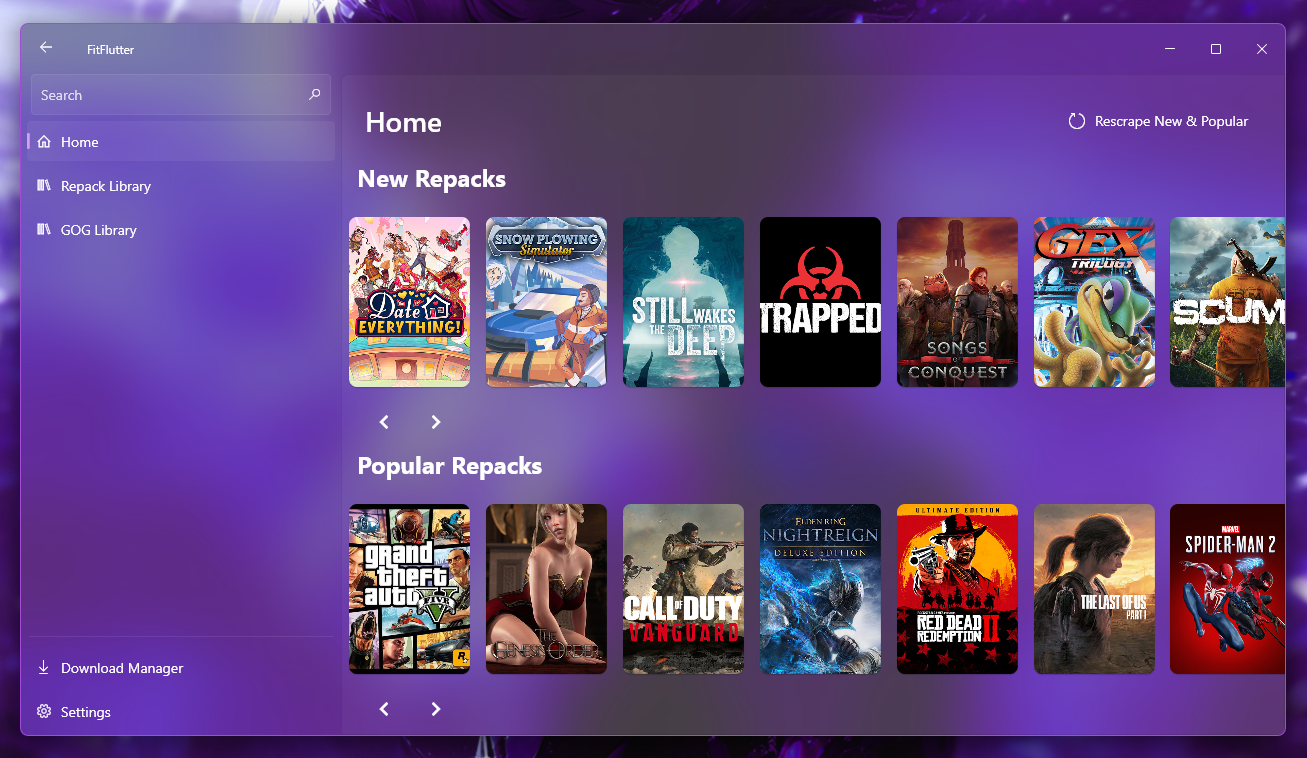 FitFlutter
Search
Home
Repack Library
GOG Library
Download Manager
Settings
Home
Rescrape New & Popular
New Repacks
SNOW PLOWING
Simulator
Date
EVERYTHING!
STILL WAKES
THE DEEP
TRAPPED
SONGS
OF
CONQUEST
GEX
TRILOGY
SCUM
Popular Repacks
grand
theft
auto
V
FIVE
R
THE
GENESIS ORDER
CALL OF DUTY
VANGUARD
ELDEN RING
NIGHTREIGN
DELUXE EDITION
ULTIMATE EDITION
RED DEAD
REDEMPTION II
THE LAST OF US
PART I
MARVEL
SPIDER-MAN 2